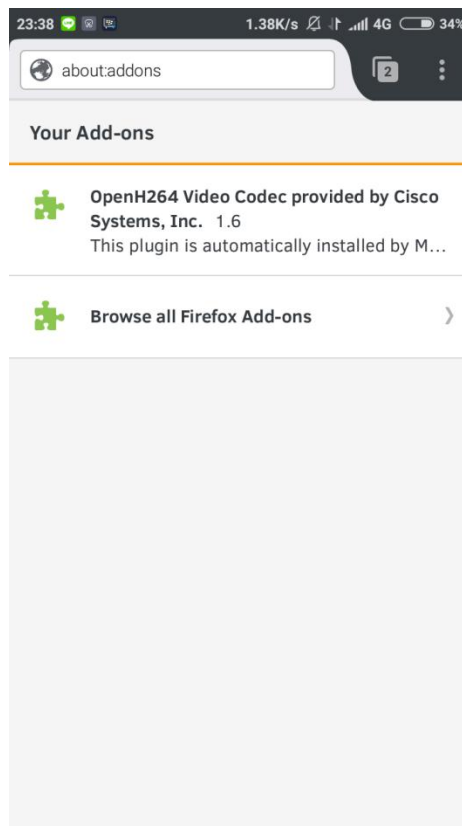 23:38 1.38K/s 4G 34%
about:addons 2
Your Add-ons
OpenH264 Video Codec provided by Cisco
Systems, Inc. 1.6
This plugin is automatically installed by M...
Browse all Firefox Add-ons